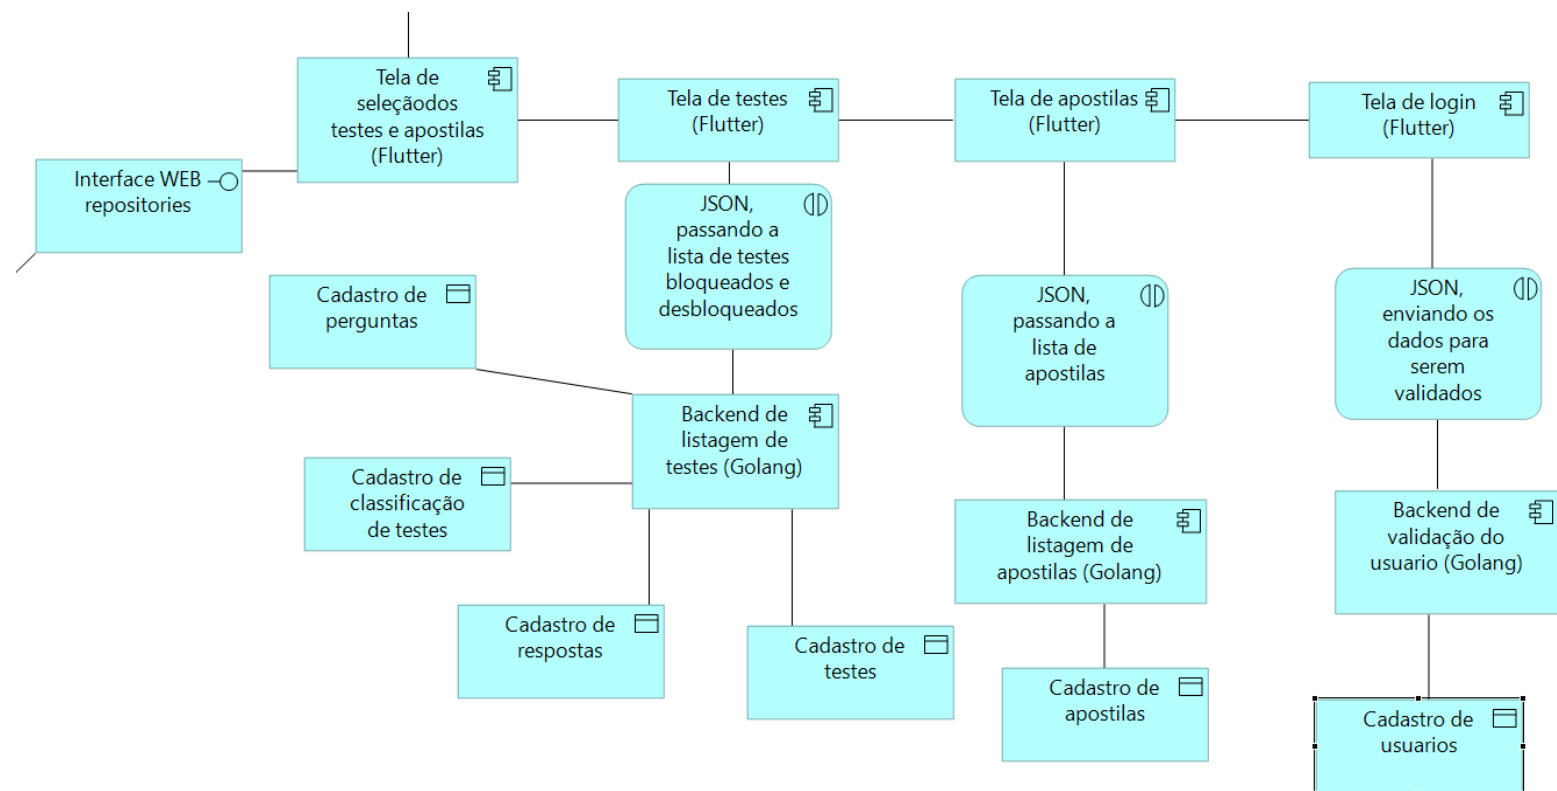 Tela de
seleçãodos
testes e apostilas
(Flutter)
Tela de testes
(Flutter)
Tela de apostilas
(Flutter)
Tela de login
(Flutter)
Interface WEB
repositories
JSON,
passando a
lista de testes
bloqueados e
desbloqueados
JSON,
passando a
lista de
apostilas
JSON,
enviando os
dados para
serem
validados
Cadastro de
perguntas
Backend de
listagem de
testes (Golang)
Cadastro de
classificação
de testes
Backend de
listagem de
apostilas (Golang)
Backend de
validação do
usuario (Golang)
Cadastro de
respostas
Cadastro de
testes
Cadastro de
apostilas
Cadastro de
usuarios